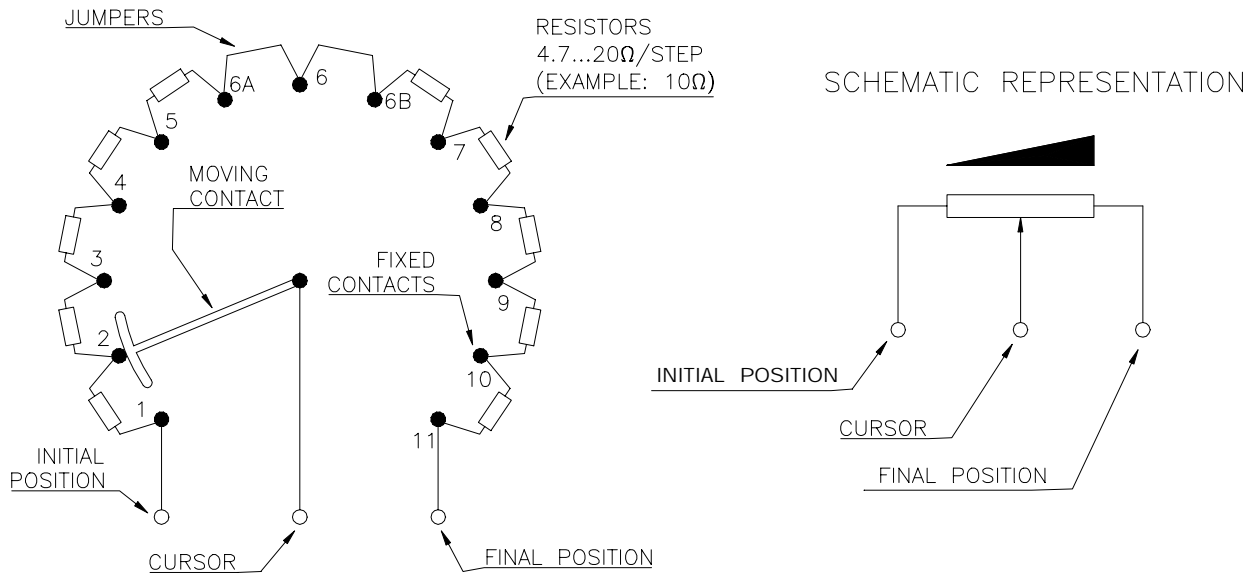 JUMPERS
RESISTORS
4.7...20Ω/STEP
(EXAMPLE: 10Ω)
SCHEMATIC REPRESENTATION
6A
6
6B
5
7
4
MOVING
CONTACT
8
3
FIXED
CONTACTS
9
2
10
1
11
INITIAL
POSITION
CURSOR
FINAL POSITION
INITIAL POSITION
CURSOR
FINAL POSITION